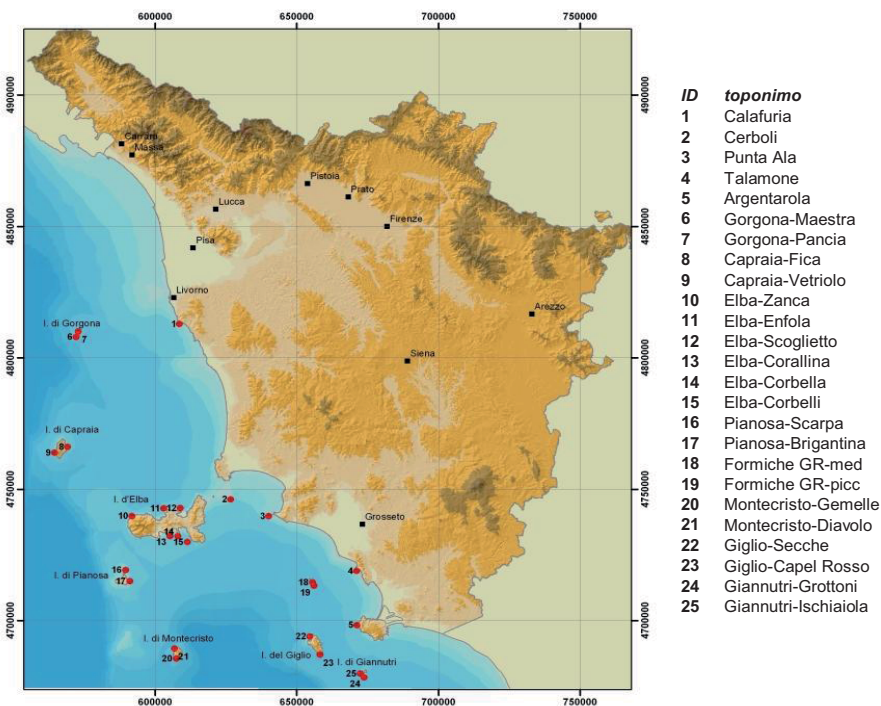 600000 650000 700000 750000
4900000 4900000
Carrara
Massa
Pistoia
Prato
Lucca
Firenze
4850000 4850000
Pisa
Livorno
Arezzo
I. di Gorgona
1
6 7
4800000 4800000
Siena
I. di Capraia
8
9
4750000 4750000
I. d'Elba
11 12 2
10 3
Grosseto
14
13 15
16 4
I. di Pianosa
17 18
19
4700000 4700000
5
I. di Montecristo
22
21
20
I. del Giglio 23
I. di Giannutri
25
24
600000 650000 700000 750000
ID toponimo
1 Calafuria
2 Cerboli
3 Punta Ala
4 Talamone
5 Argentarola
6 Gorgona-Maestra
7 Gorgona-Pancia
8 Capraia-Fica
9 Capraia-Vetriolo
10 Elba-Zanca
11 Elba-Enfola
12 Elba-Scoglietto
13 Elba-Corallina
14 Elba-Corbella
15 Elba-Corbelli
16 Pianosa-Scarpa
17 Pianosa-Brigantina
18 Formiche GR-med
19 Formiche GR-picc
20 Montecristo-Gemelle
21 Montecristo-Diavolo
22 Giglio-Secche
23 Giglio-Capel Rosso
24 Giannutri-Grottoni
25 Giannutri-Ischiaiola